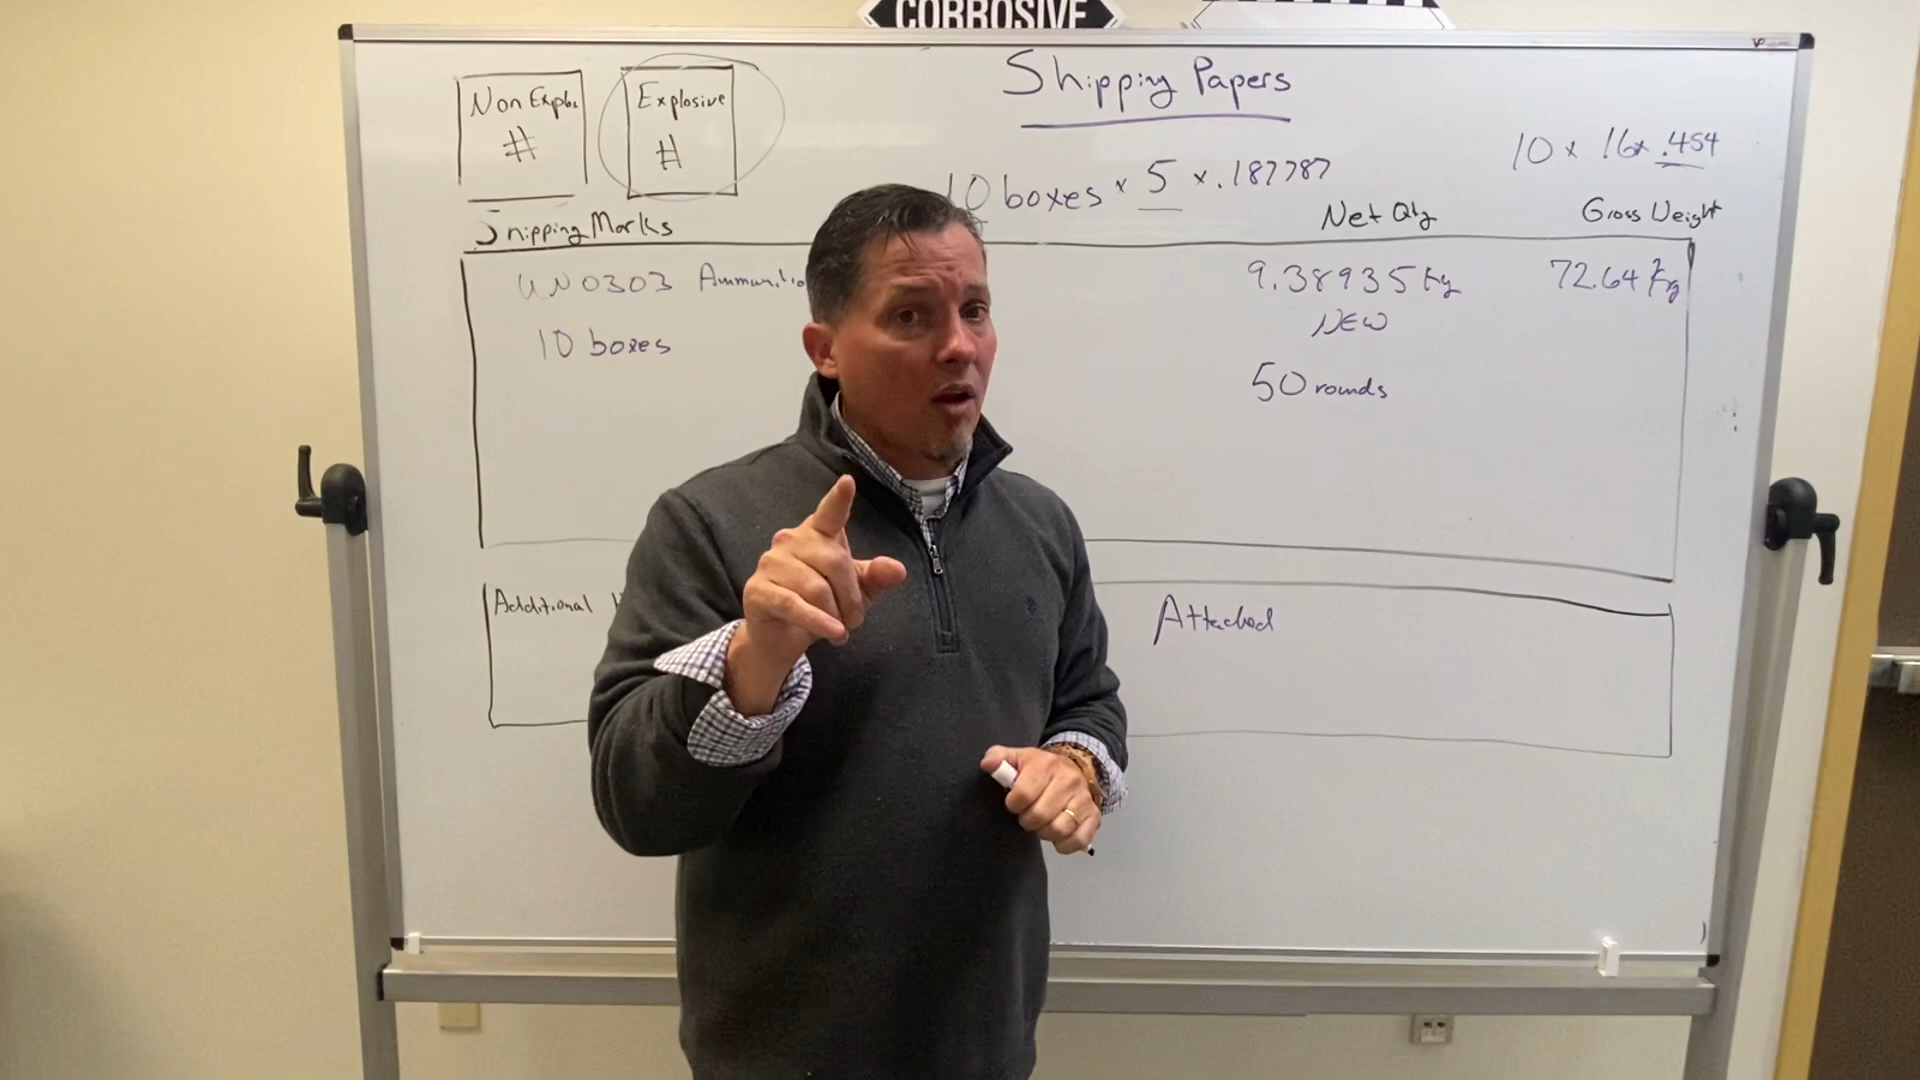 CORROSIVE
Shipping Papers
Non Explo.
#
Explosive
#
10 x 16 x .454
10 boxes x 5 x .187787
Shipping Marks
Net Qty
Gross Weight
UN0303 Ammunitio
9.38935 Kg
72.64 Kg
NEW
10 boxes
50 rounds
Additional
Attached